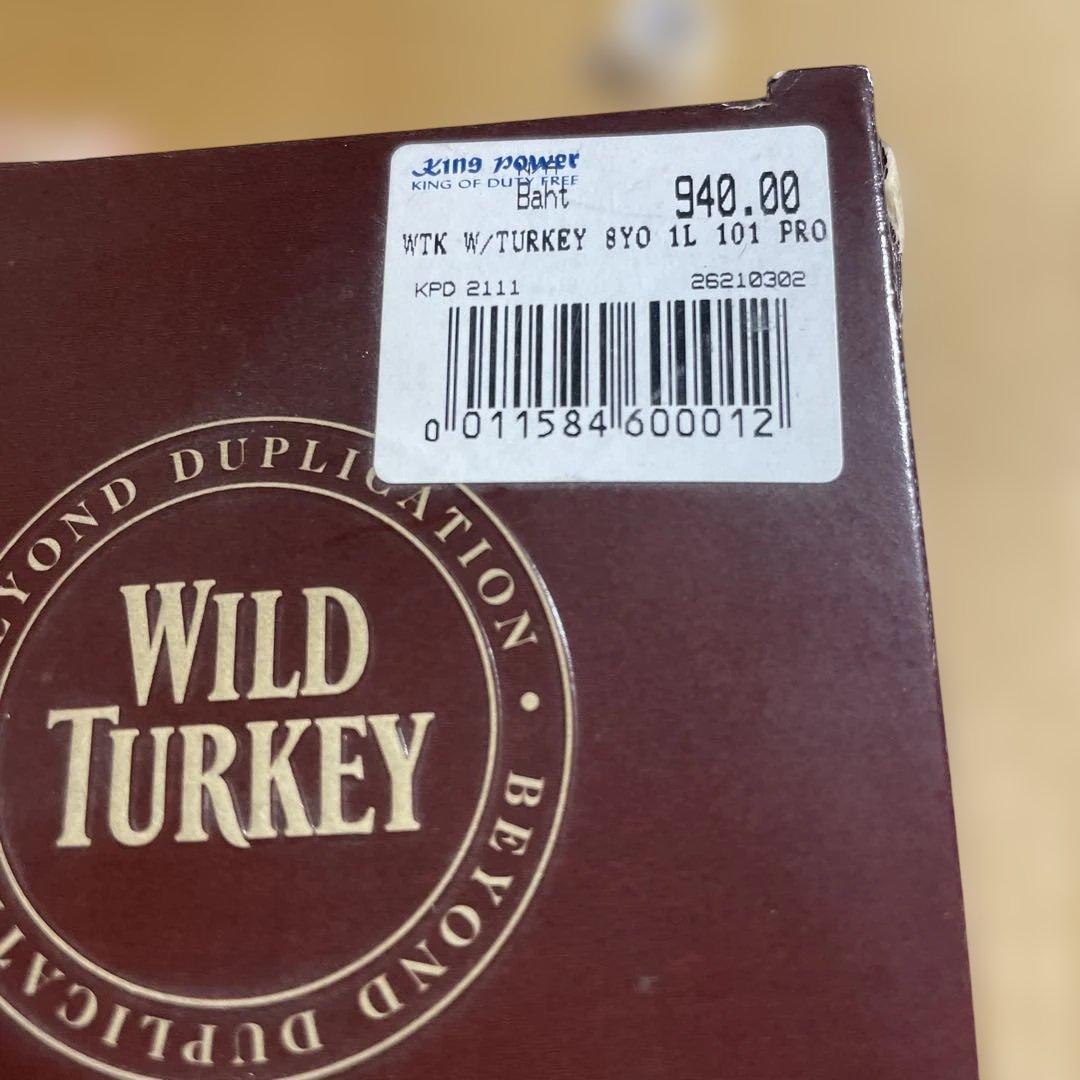 King Power
KING OF DUTY FREE
Baht 940.00
WTK W/TURKEY 8YO 1L 101 PRO
KPD 2111 26210302
0 011584 600012
BEYOND DUPLICATION • BEYOND DUPLICAT
WILD
TURKEY